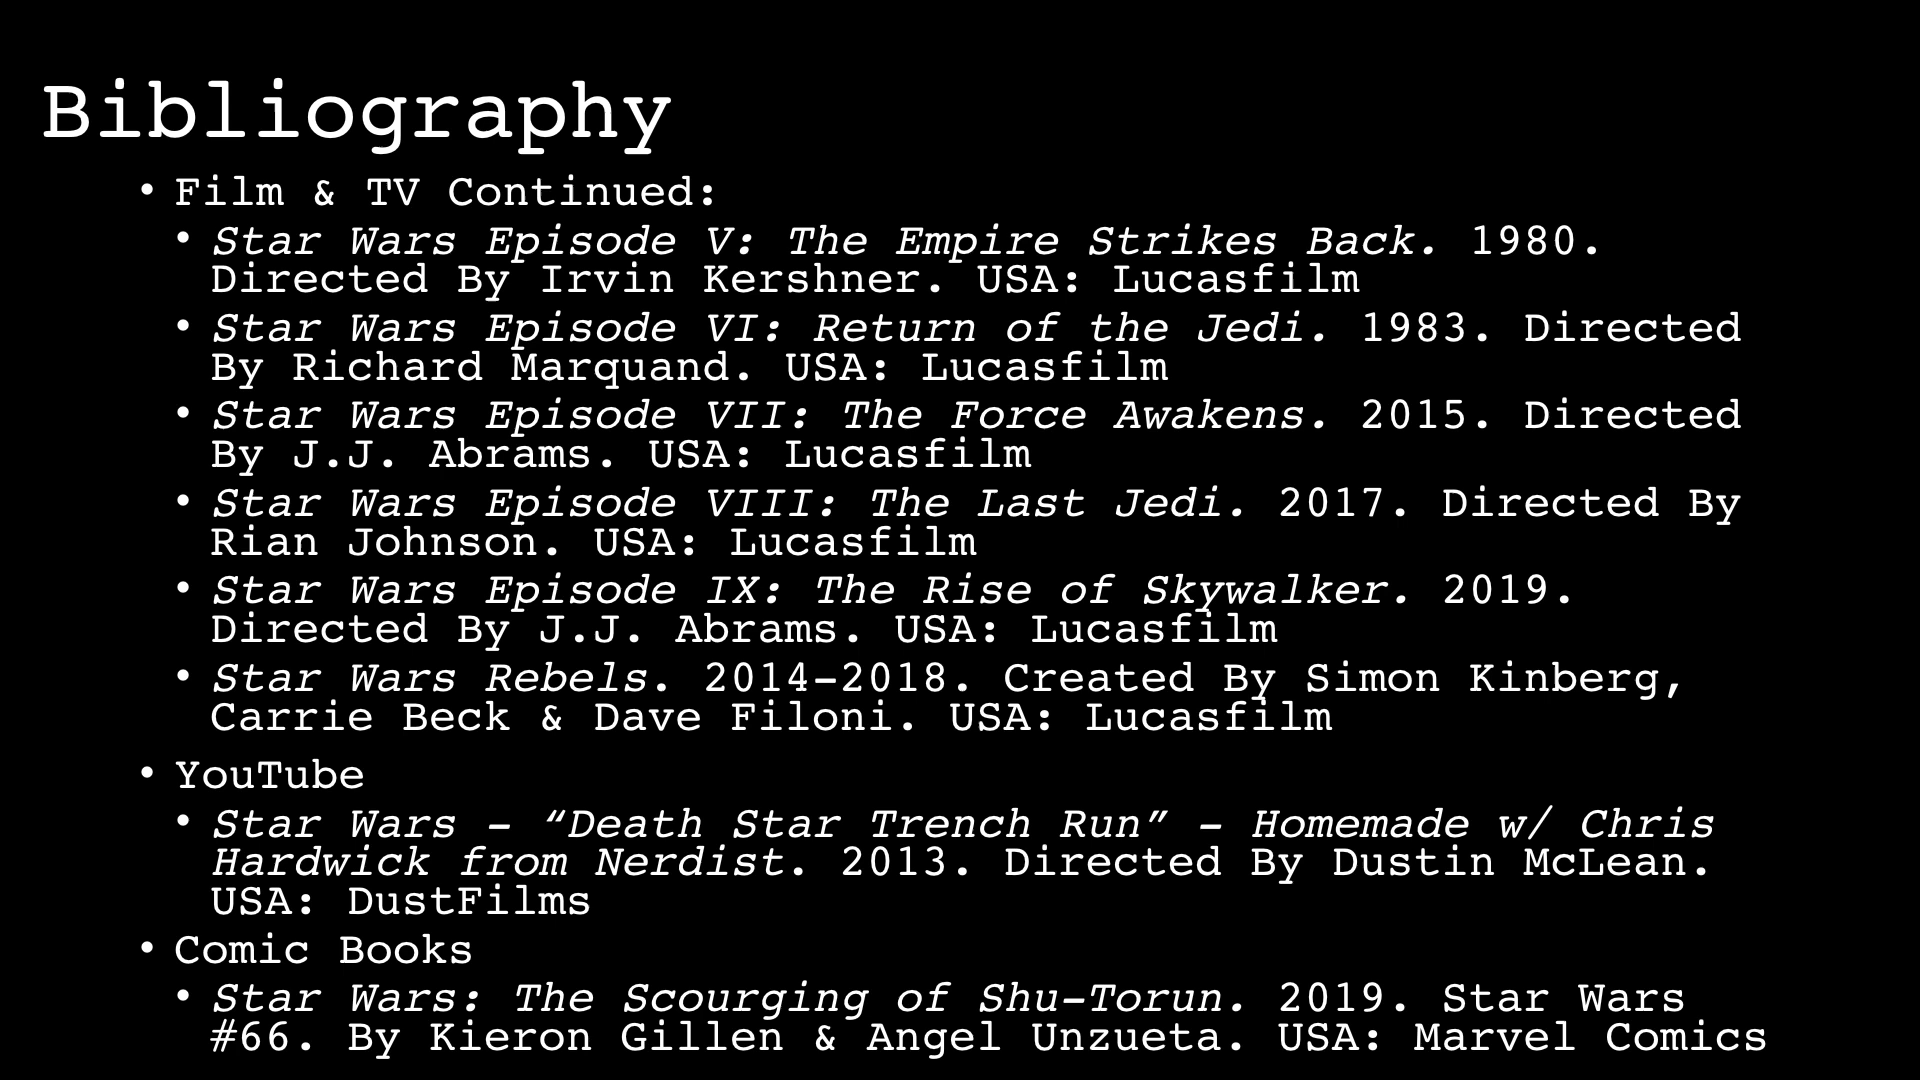 Bibliography
• Film & TV Continued:
• Star Wars Episode V: The Empire Strikes Back. 1980.
Directed By Irvin Kershner. USA: Lucasfilm
• Star Wars Episode VI: Return of the Jedi. 1983. Directed
By Richard Marquand. USA: Lucasfilm
• Star Wars Episode VII: The Force Awakens. 2015. Directed
By J.J. Abrams. USA: Lucasfilm
• Star Wars Episode VIII: The Last Jedi. 2017. Directed By
Rian Johnson. USA: Lucasfilm
• Star Wars Episode IX: The Rise of Skywalker. 2019.
Directed By J.J. Abrams. USA: Lucasfilm
• Star Wars Rebels. 2014-2018. Created By Simon Kinberg,
Carrie Beck & Dave Filoni. USA: Lucasfilm
• YouTube
• Star Wars – “Death Star Trench Run” – Homemade w/ Chris
Hardwick from Nerdist. 2013. Directed By Dustin McLean.
USA: DustFilms
• Comic Books
• Star Wars: The Scourging of Shu-Torun. 2019. Star Wars
#66. By Kieron Gillen & Angel Unzueta. USA: Marvel Comics